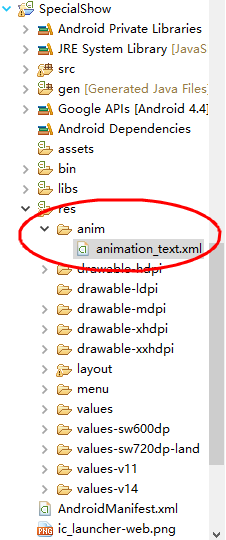 SpecialShow
Android Private Libraries
JRE System Library [JavaS
src
gen [Generated Java Files]
Google APIs [Android 4.4]
Android Dependencies
assets
bin
libs
res
anim
animation_text.xml
drawable-hdpi
drawable-ldpi
drawable-mdpi
drawable-xhdpi
drawable-xxhdpi
layout
menu
values
values-sw600dp
values-sw720dp-land
values-v11
values-v14
AndroidManifest.xml
ic_launcher-web.png